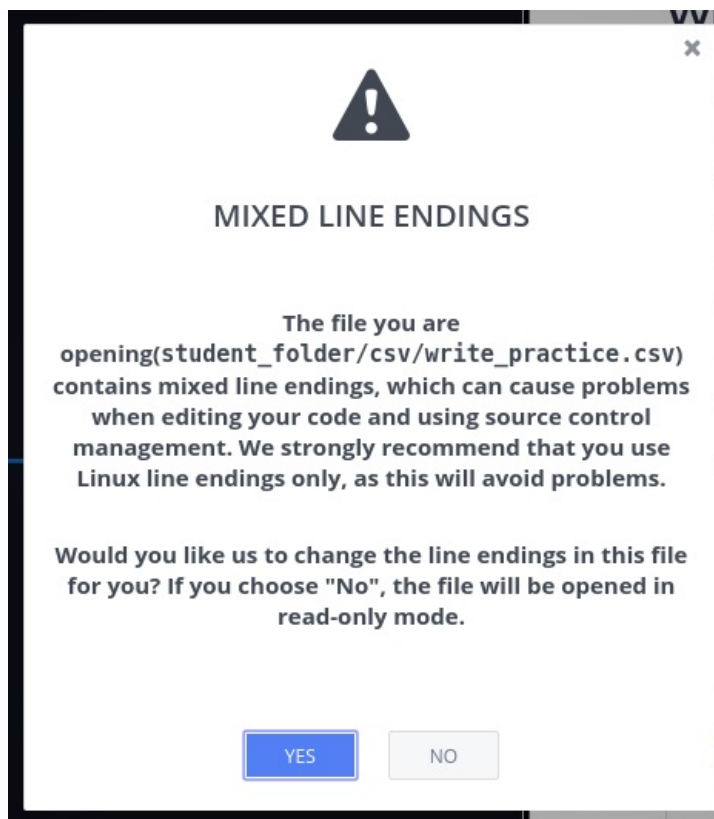 ×
MIXED LINE ENDINGS
The file you are
opening(student_folder/csv/write_practice.csv)
contains mixed line endings, which can cause problems
when editing your code and using source control
management. We strongly recommend that you use
Linux line endings only, as this will avoid problems.
Would you like us to change the line endings in this file
for you? If you choose "No", the file will be opened in
read-only mode.
YES
NO